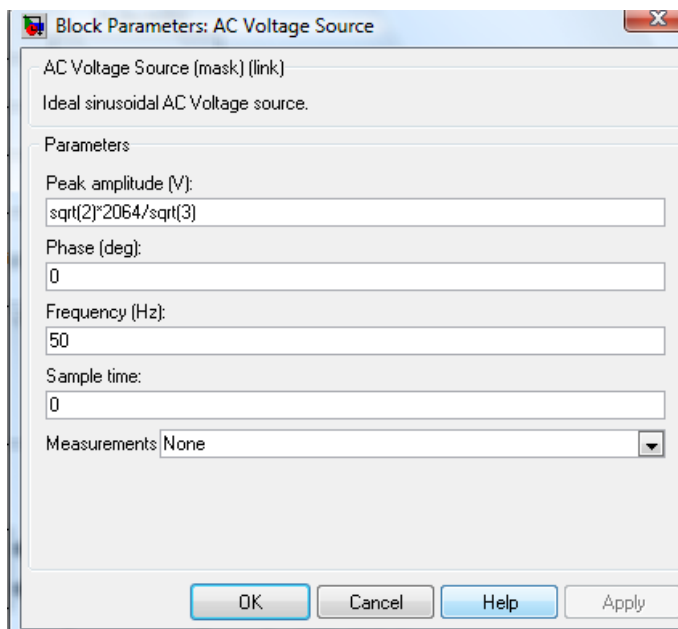 Block Parameters: AC Voltage Source
AC Voltage Source (mask) (link)
Ideal sinusoidal AC Voltage source.
Parameters
Peak amplitude (V):
sqrt(2)*2064/sqrt(3)
Phase (deg):
0
Frequency (Hz):
50
Sample time:
0
Measurements None
OK Cancel Help Apply